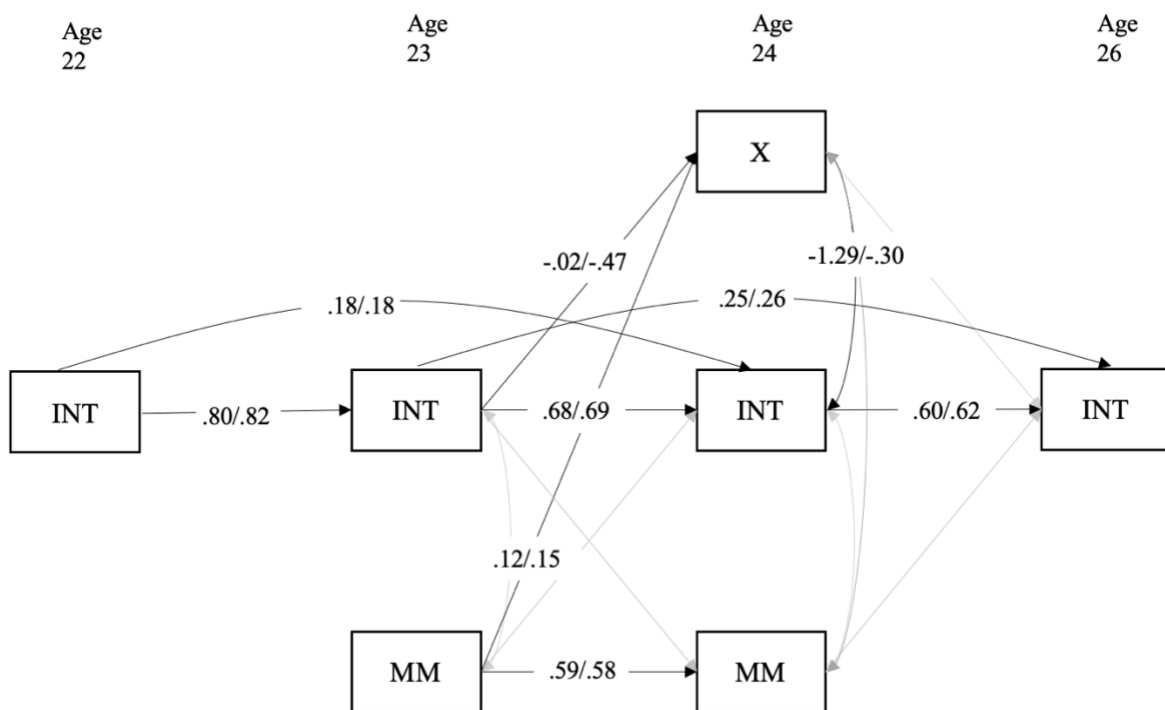 Age
22
Age
23
Age
24
Age
26
X
-.02/-.47
-1.29/-.30
.18/.18
.25/.26
INT
.80/.82
INT
.68/.69
INT
.60/.62
INT
.12/.15
MM
.59/.58
MM